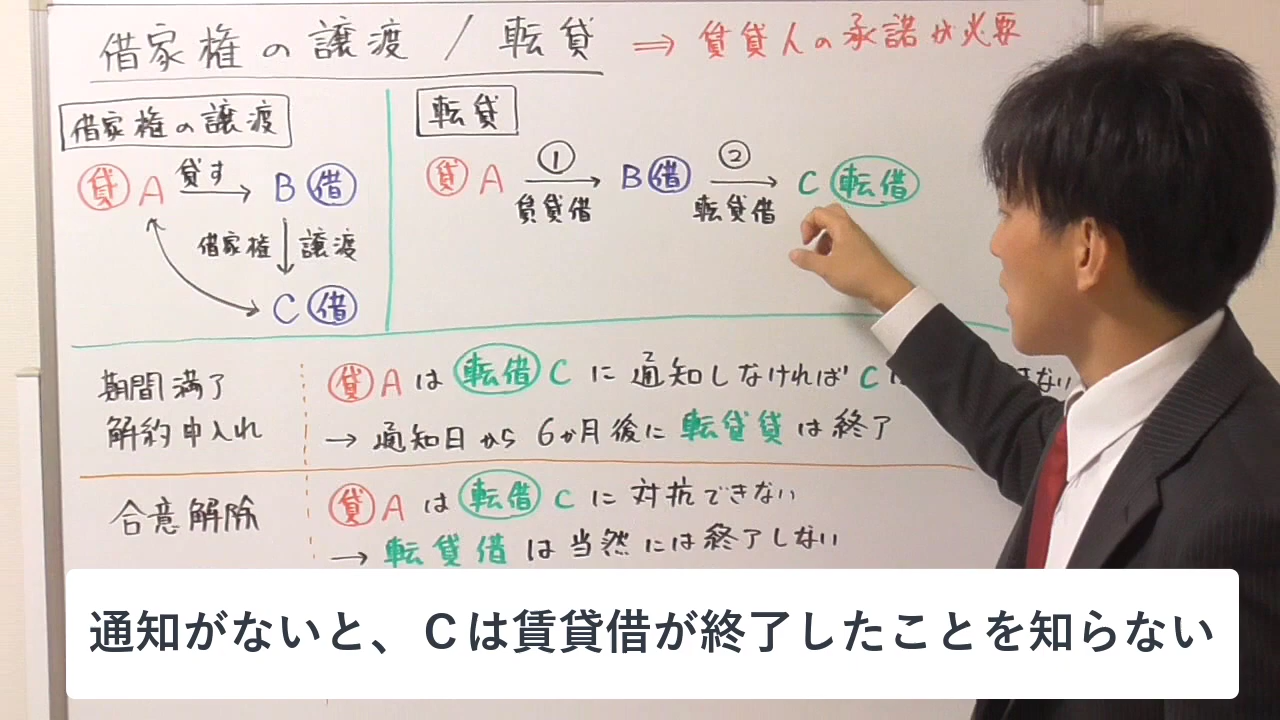 借家権の譲渡 / 転貸 ⇒ 賃貸人の承諾が必要
借家権の譲渡
貸 A 貸す B 借
借家権 譲渡
C 借
転貸
貸 A ① B 借 ② C 転借
賃貸借 転貸借
期間満了
解約申入れ
貸 A は 転借 C に 通知しなければ C に きない
→ 通知日から 6か月後に 転貸貸 は終了
合意解除
貸 A は 転借 C に 対抗できない
→ 転貸借 は当然には終了しない
通知がないと、Cは賃貸借が終了したことを知らない